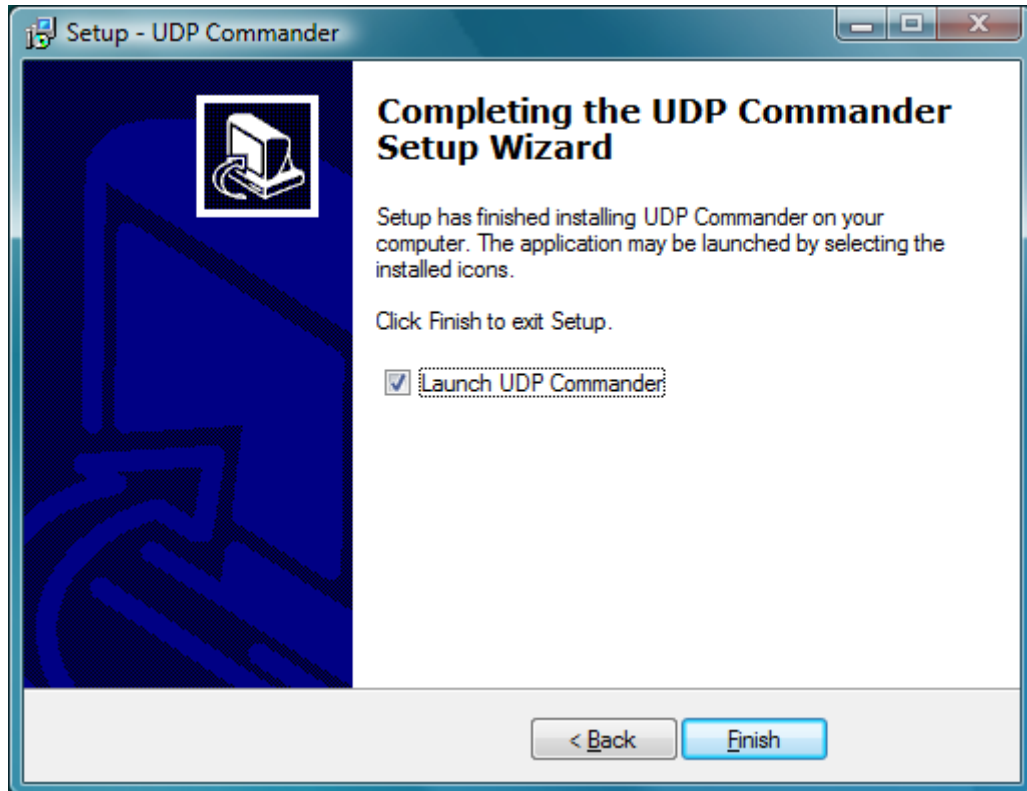 Setup - UDP Commander
Completing the UDP Commander
Setup Wizard
Setup has finished installing UDP Commander on your
computer. The application may be launched by selecting the
installed icons.
Click Finish to exit Setup.
Launch UDP Commander
< Back
Finish